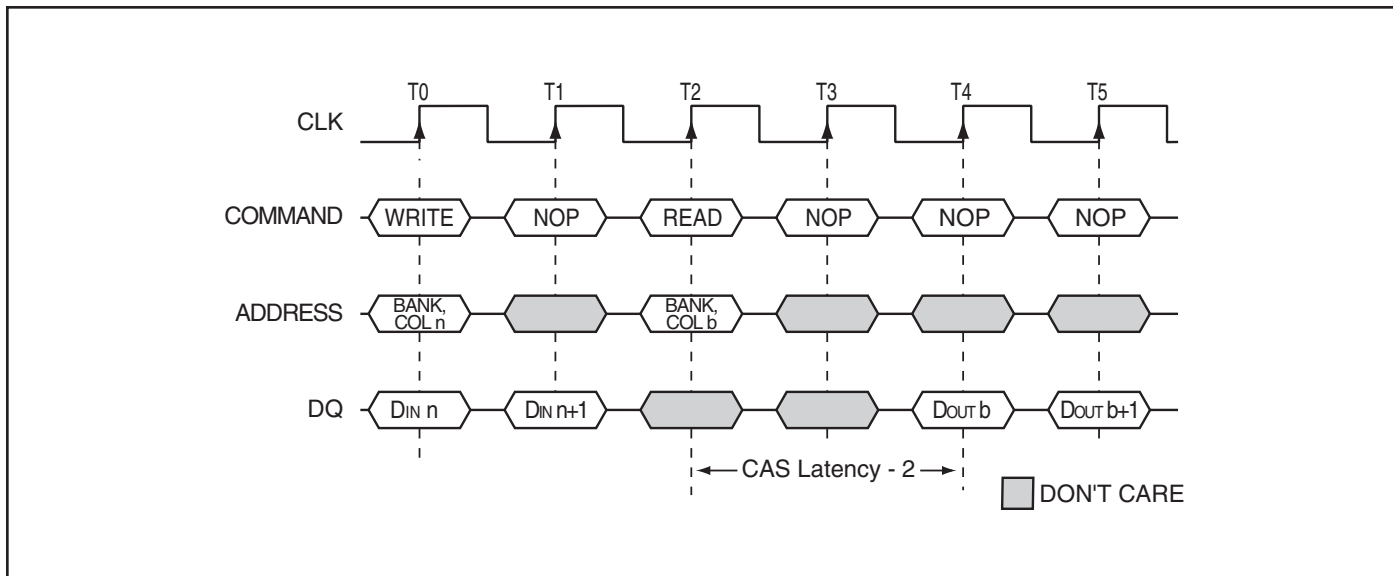 T0 T1 T2 T3 T4 T5
CLK
COMMAND WRITE NOP READ NOP NOP NOP
ADDRESS BANK, COL n BANK, COL b
DQ DIN n DIN n+1 DOUT b DOUT b+1
CAS Latency - 2
DON'T CARE